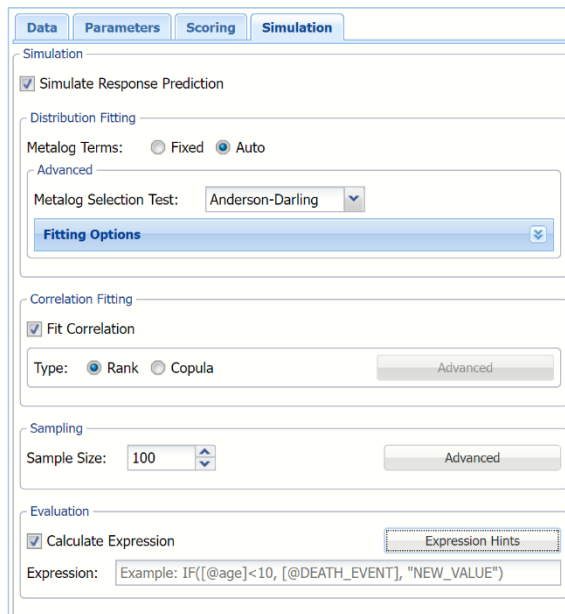 Data Parameters Scoring Simulation
Simulation
Simulate Response Prediction
Distribution Fitting
Metalog Terms: Fixed Auto
Advanced
Metalog Selection Test: Anderson-Darling
Fitting Options
Correlation Fitting
Fit Correlation
Type: Rank Copula Advanced
Sampling
Sample Size: 100 Advanced
Evaluation
Calculate Expression Expression Hints
Expression: Example: IF([@age]<10, [@DEATH_EVENT], "NEW_VALUE")